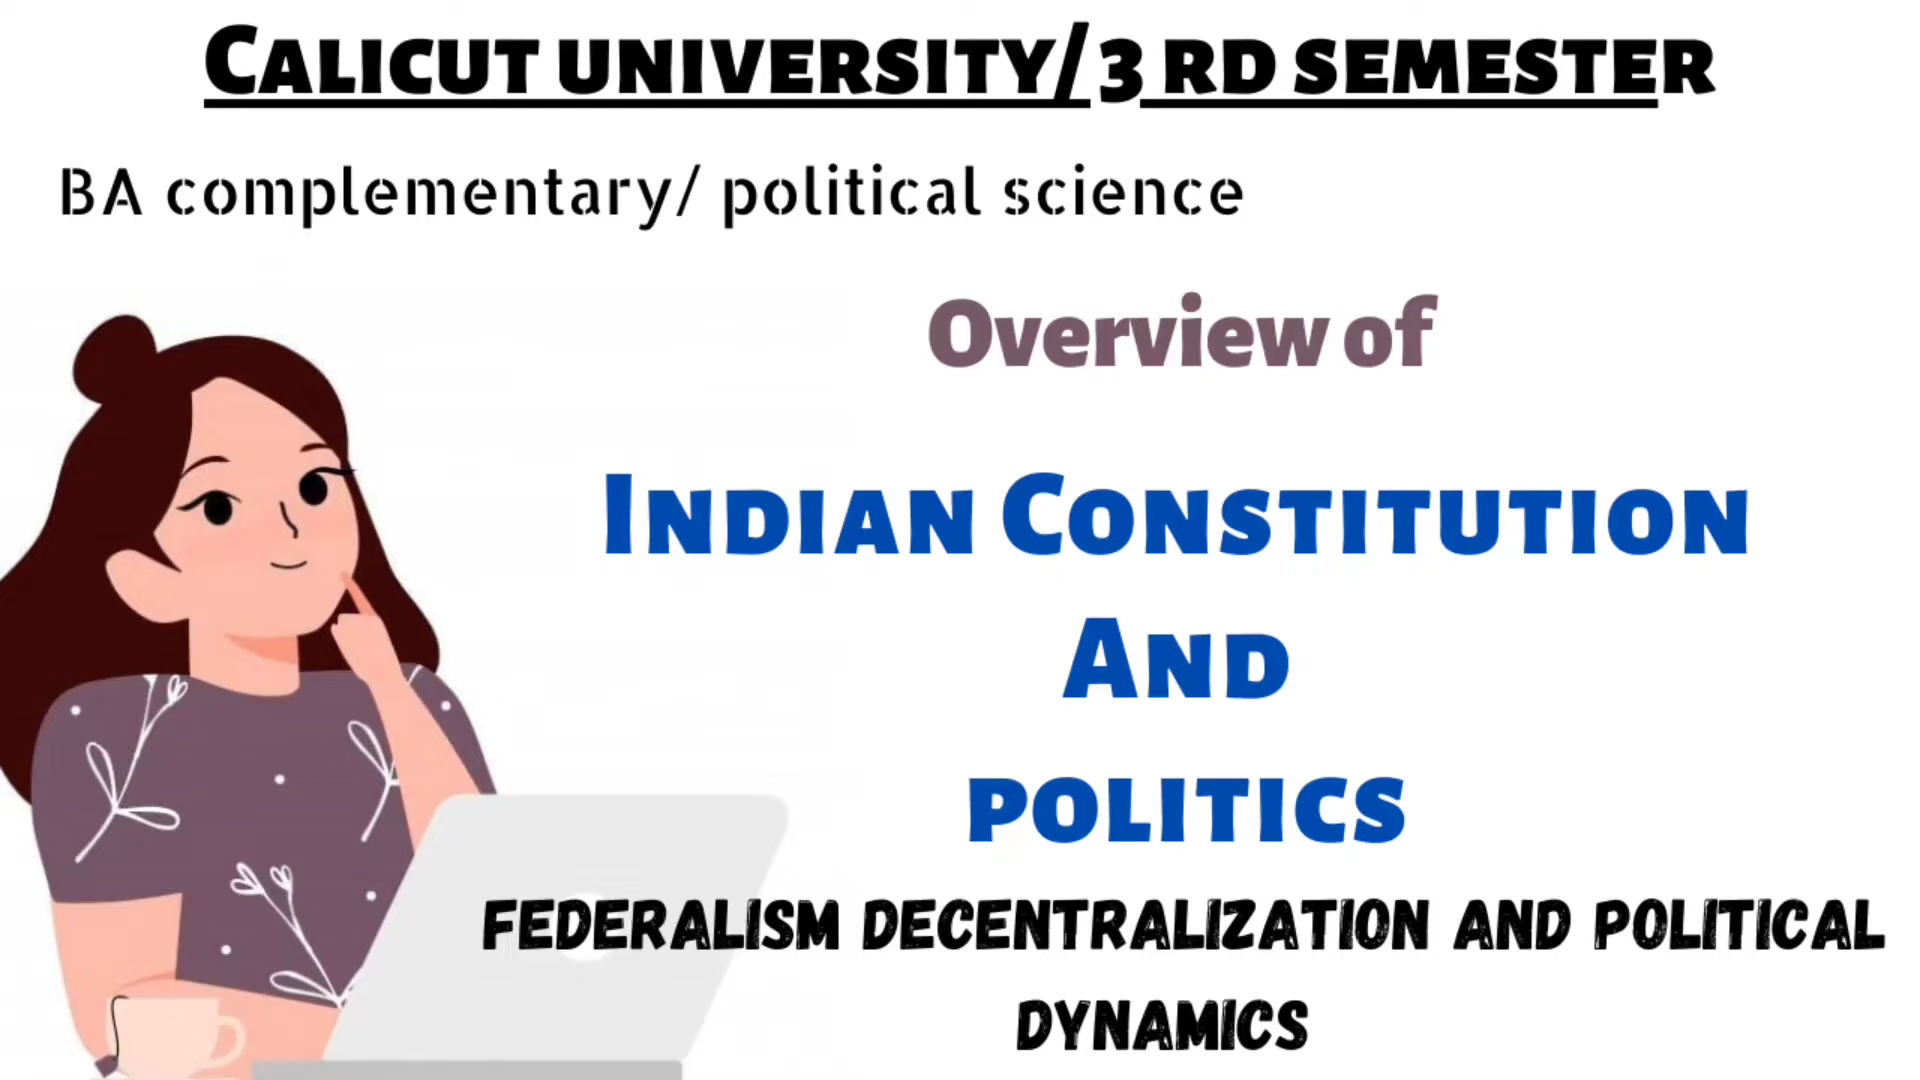 CALICUT UNIVERSITY/3 RD SEMESTER
BA complementary/ political science
Overview of
INDIAN CONSTITUTION
AND
POLITICS
FEDERALISM DECENTRALIZATION AND POLITICAL
DYNAMICS